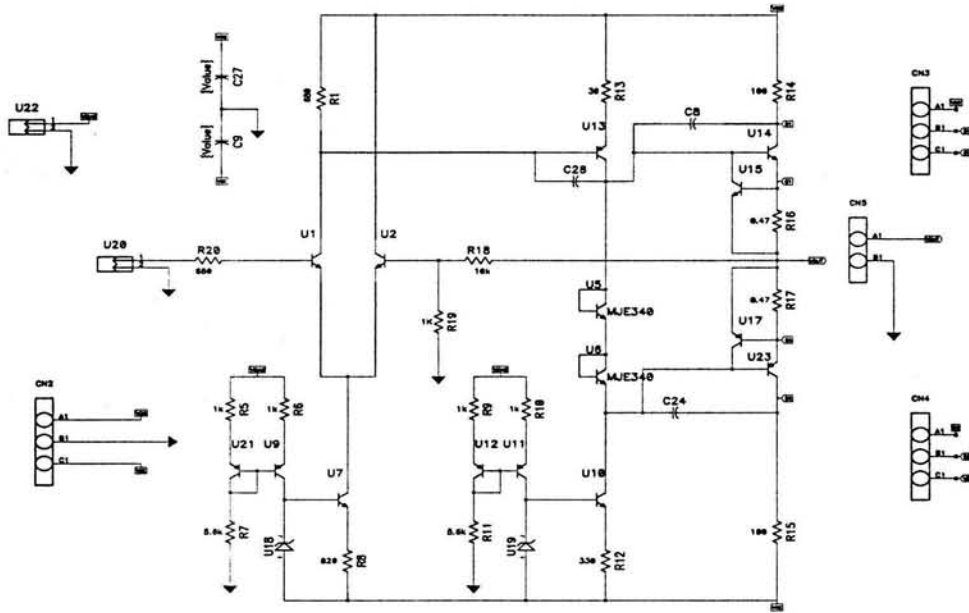 U22
[Value]
C27
[Value]
C9
R1
30
R13
U13
C8
100
R14
U14
U15
C28
CN3
A1
B1
C1
R16
0.47
CN5
A1
B1
U20
R20
U1
U2
R18
10k
1K
R19
U5
MJE340
U6
MJE340
0.47
R17
U17
U23
C24
CN2
A1
B1
C1
1k
R5
1k
R6
U21
U9
U7
5.6k
R7
U18
820
R8
1k
R9
1k
R10
U12
U11
U10
5.6k
R11
U19
330
R12
100
R15
CN4
A1
B1
C1